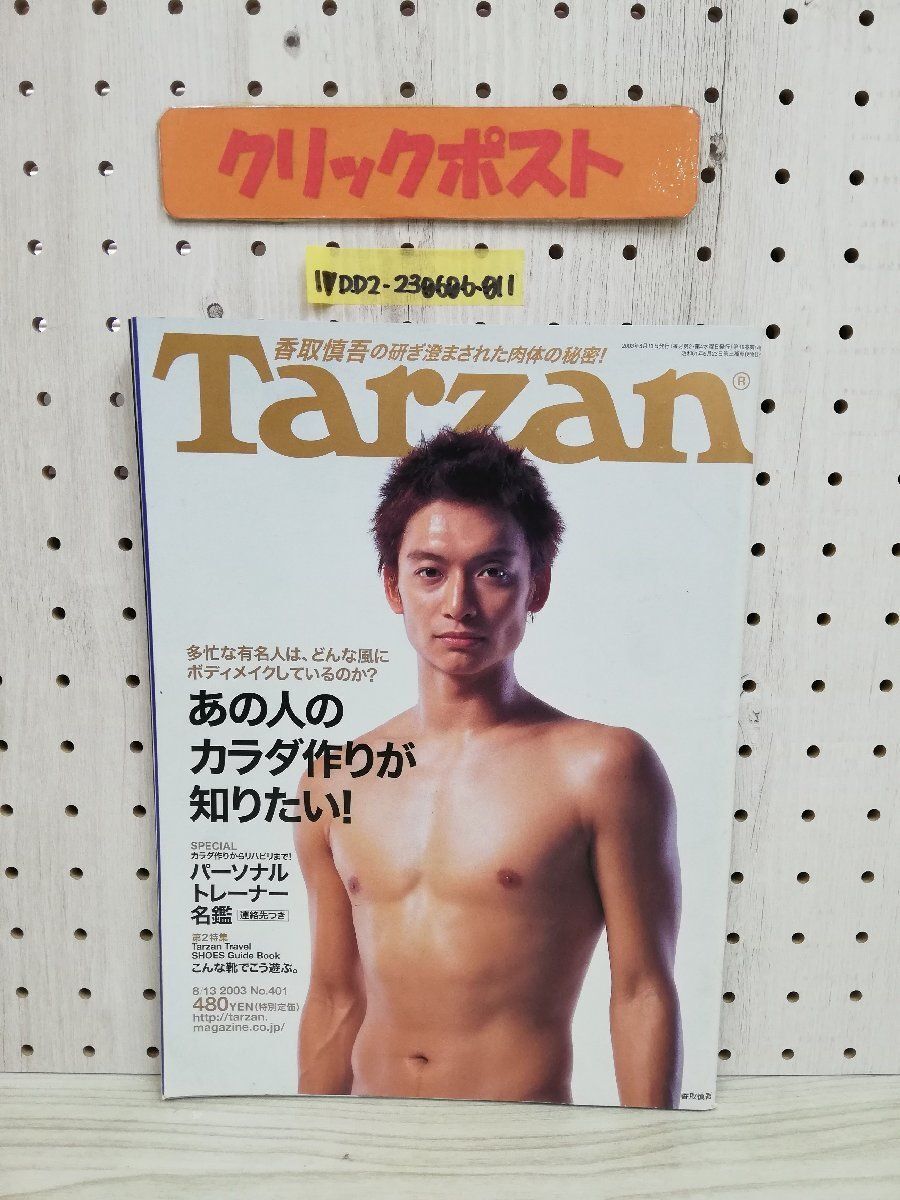 クリックポスト
1▼DD2-230606-011
香取慎吾の研ぎ澄まされた肉体の秘密!
Tarzan®
多忙な有名人は、どんな風に
ボディメイクしているのか?
あの人の
カラダ作りが
知りたい!
SPECIAL
カラダ作りからリハビリまで!
パーソナル
トレーナー
名鑑 連絡先つき
第2特集
Tarzan Travel
SHOES Guide Book
こんな靴でこう遊ぶ。
8/13 2003 No.401
480YEN(特別定価)
http://tarzan.
magazine.co.jp/
香取慎吾